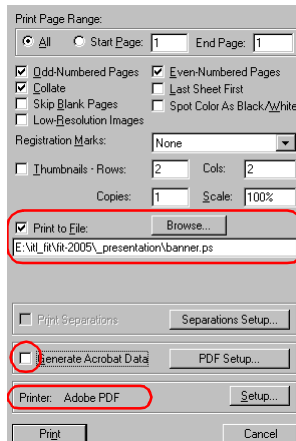 Print Page Range:
All Start Page: 1 End Page: 1
Odd-Numbered Pages Even-Numbered Pages
Collate Last Sheet First
Skip Blank Pages Spot Color As Black/White
Low-Resolution Images
Registration Marks: None
Thumbnails - Rows: 2 Cols: 2
Copies: 1 Scale: 100%
Print to File: Browse...
E:\itl_fit\fit-2005\_presentation\banner.ps
Print Separations Separations Setup...
Generate Acrobat Data PDF Setup...
Printer: Adobe PDF Setup...
Print Cancel